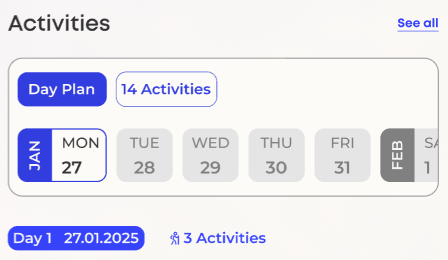 Activities
See all
Day Plan
14 Activities
JAN
MON
27
TUE
28
WED
29
THU
30
FRI
31
FEB
1
Day 1 27.01.2025
3 Activities